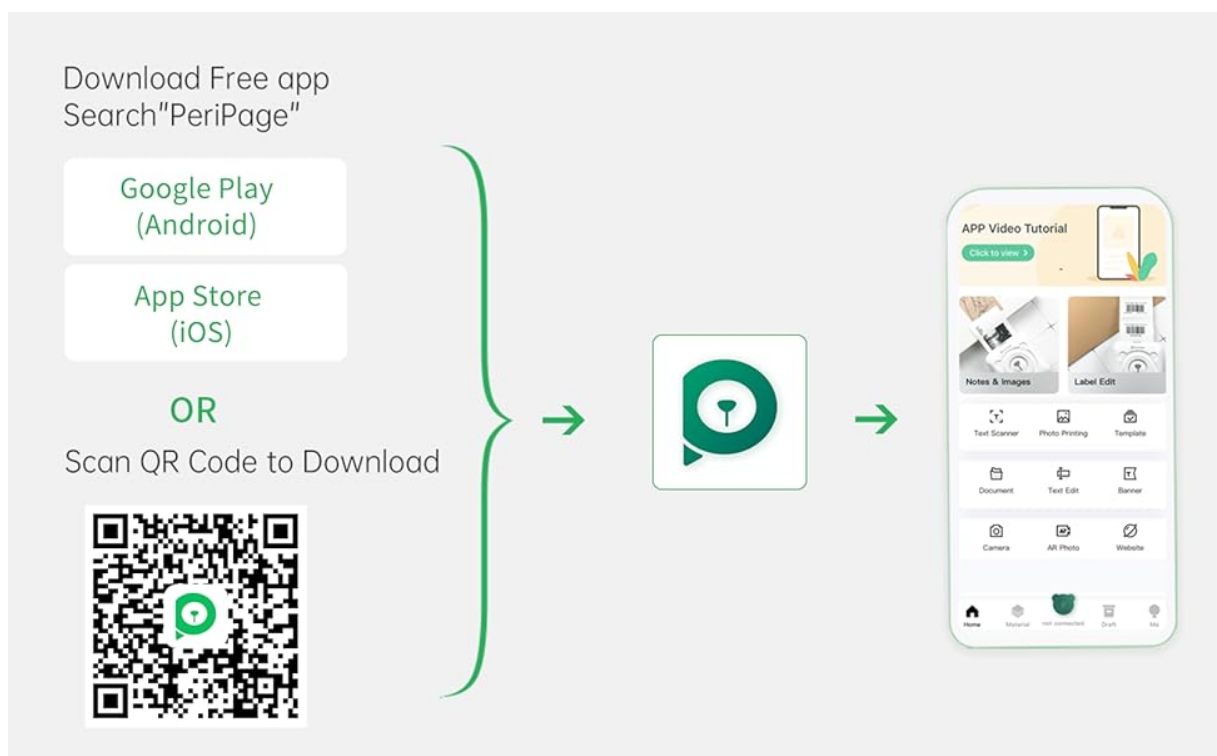 Download Free app
Search"PeriPage"
Google Play
(Android)
App Store
(iOS)
OR
Scan QR Code to Download
APP Video Tutorial
Click to view >
Notes & Images
Label Edit
Text Scanner
Photo Printing
Template
Document
Text Edit
Banner
Camera
AR Photo
Website
Home
Material
not connected
Draft
Me